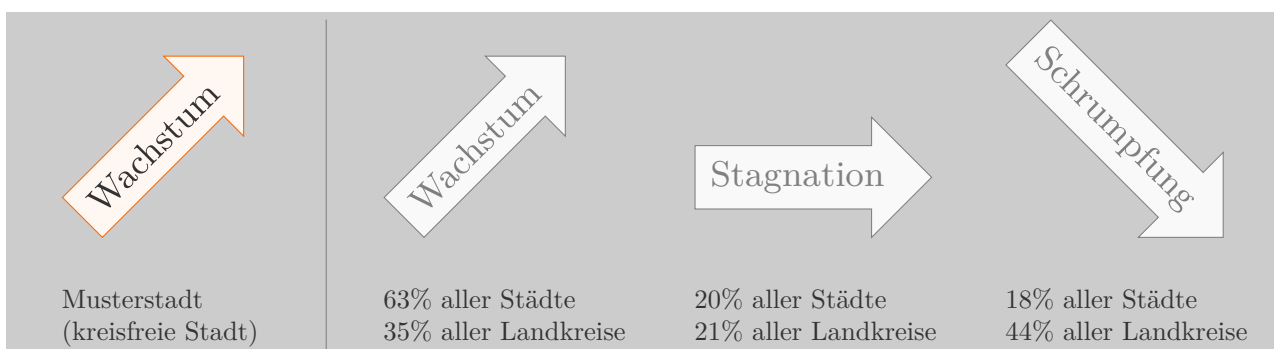 Wachstum
Musterstadt
(kreisfreie Stadt)
Wachstum
63% aller Städte
35% aller Landkreise
Stagnation
20% aller Städte
21% aller Landkreise
Schrumpfung
18% aller Städte
44% aller Landkreise